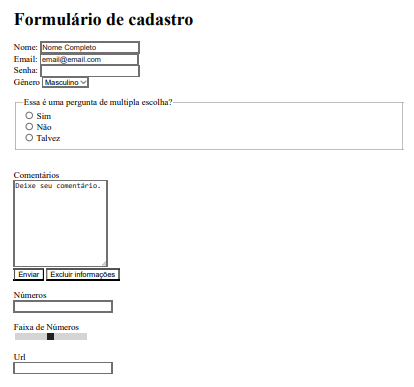 Formulário de cadastro
Nome: Nome Completo
Email: email@email.com
Senha:
Gênero Masculino
Essa é uma pergunta de multipla escolha?
Sim
Não
Talvez
Comentários
Deixe seu comentário.
Enviar Excluir informações
Números
Faixa de Números
Url